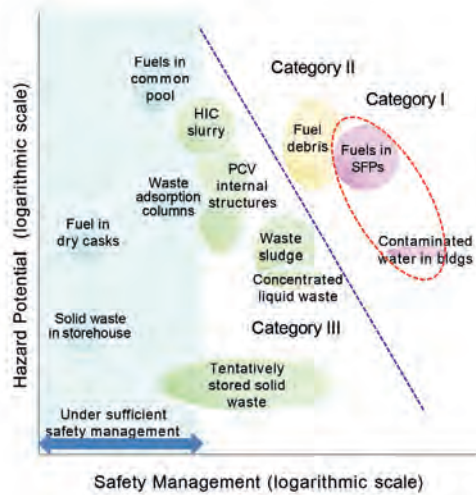 Hazard Potential (logarithmic scale)
Fuels in
common
pool
Category II
Category I
HIC
slurry
Fuel
debris
Fuels in
SFPs
PCV
internal
structures
Waste
adsorption
columns
Fuel in
dry casks
Waste
sludge
Contaminated
water in bldgs
Concentrated
liquid waste
Solid waste
in storehouse
Category III
Tentatively
stored solid
waste
Under sufficient
safety management
Safety Management (logarithmic scale)